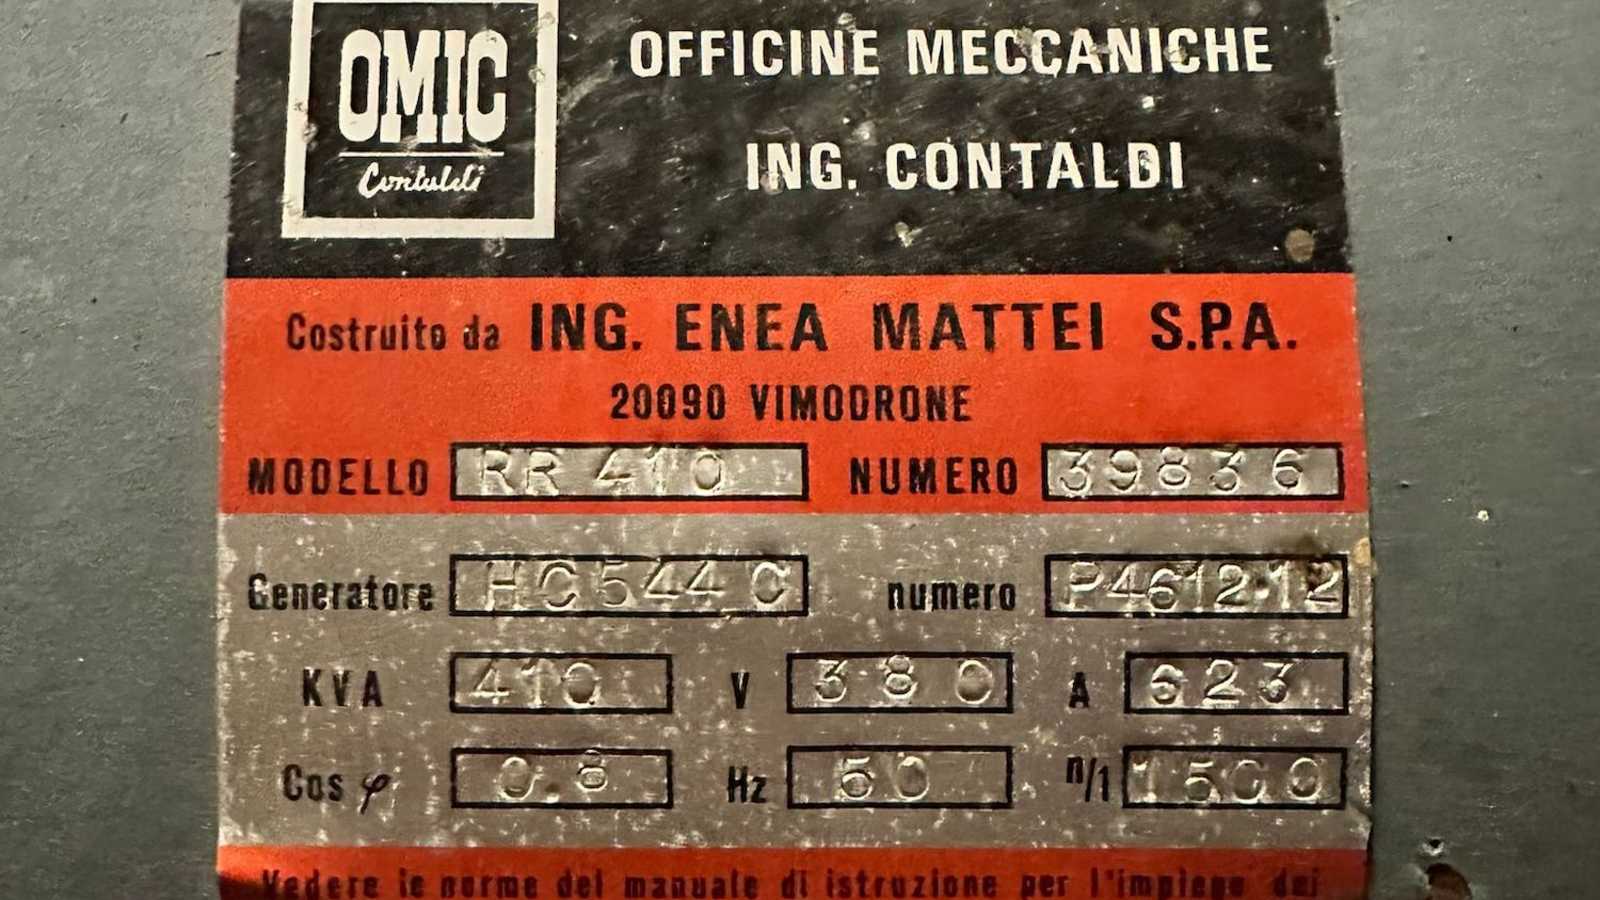 OMIC
Contaldi
OFFICINE MECCANICHE
ING. CONTALDI
Costruito da ING. ENEA MATTEI S.P.A.
20090 VIMODRONE
MODELLO RR 410 NUMERO 39836
Generatore HC544C numero P461212
KVA 410 V 380 A 623
Cos φ 0.8 Hz 50 n/1 1500
Vedere le norme del manuale di istruzione per l'impiego dei